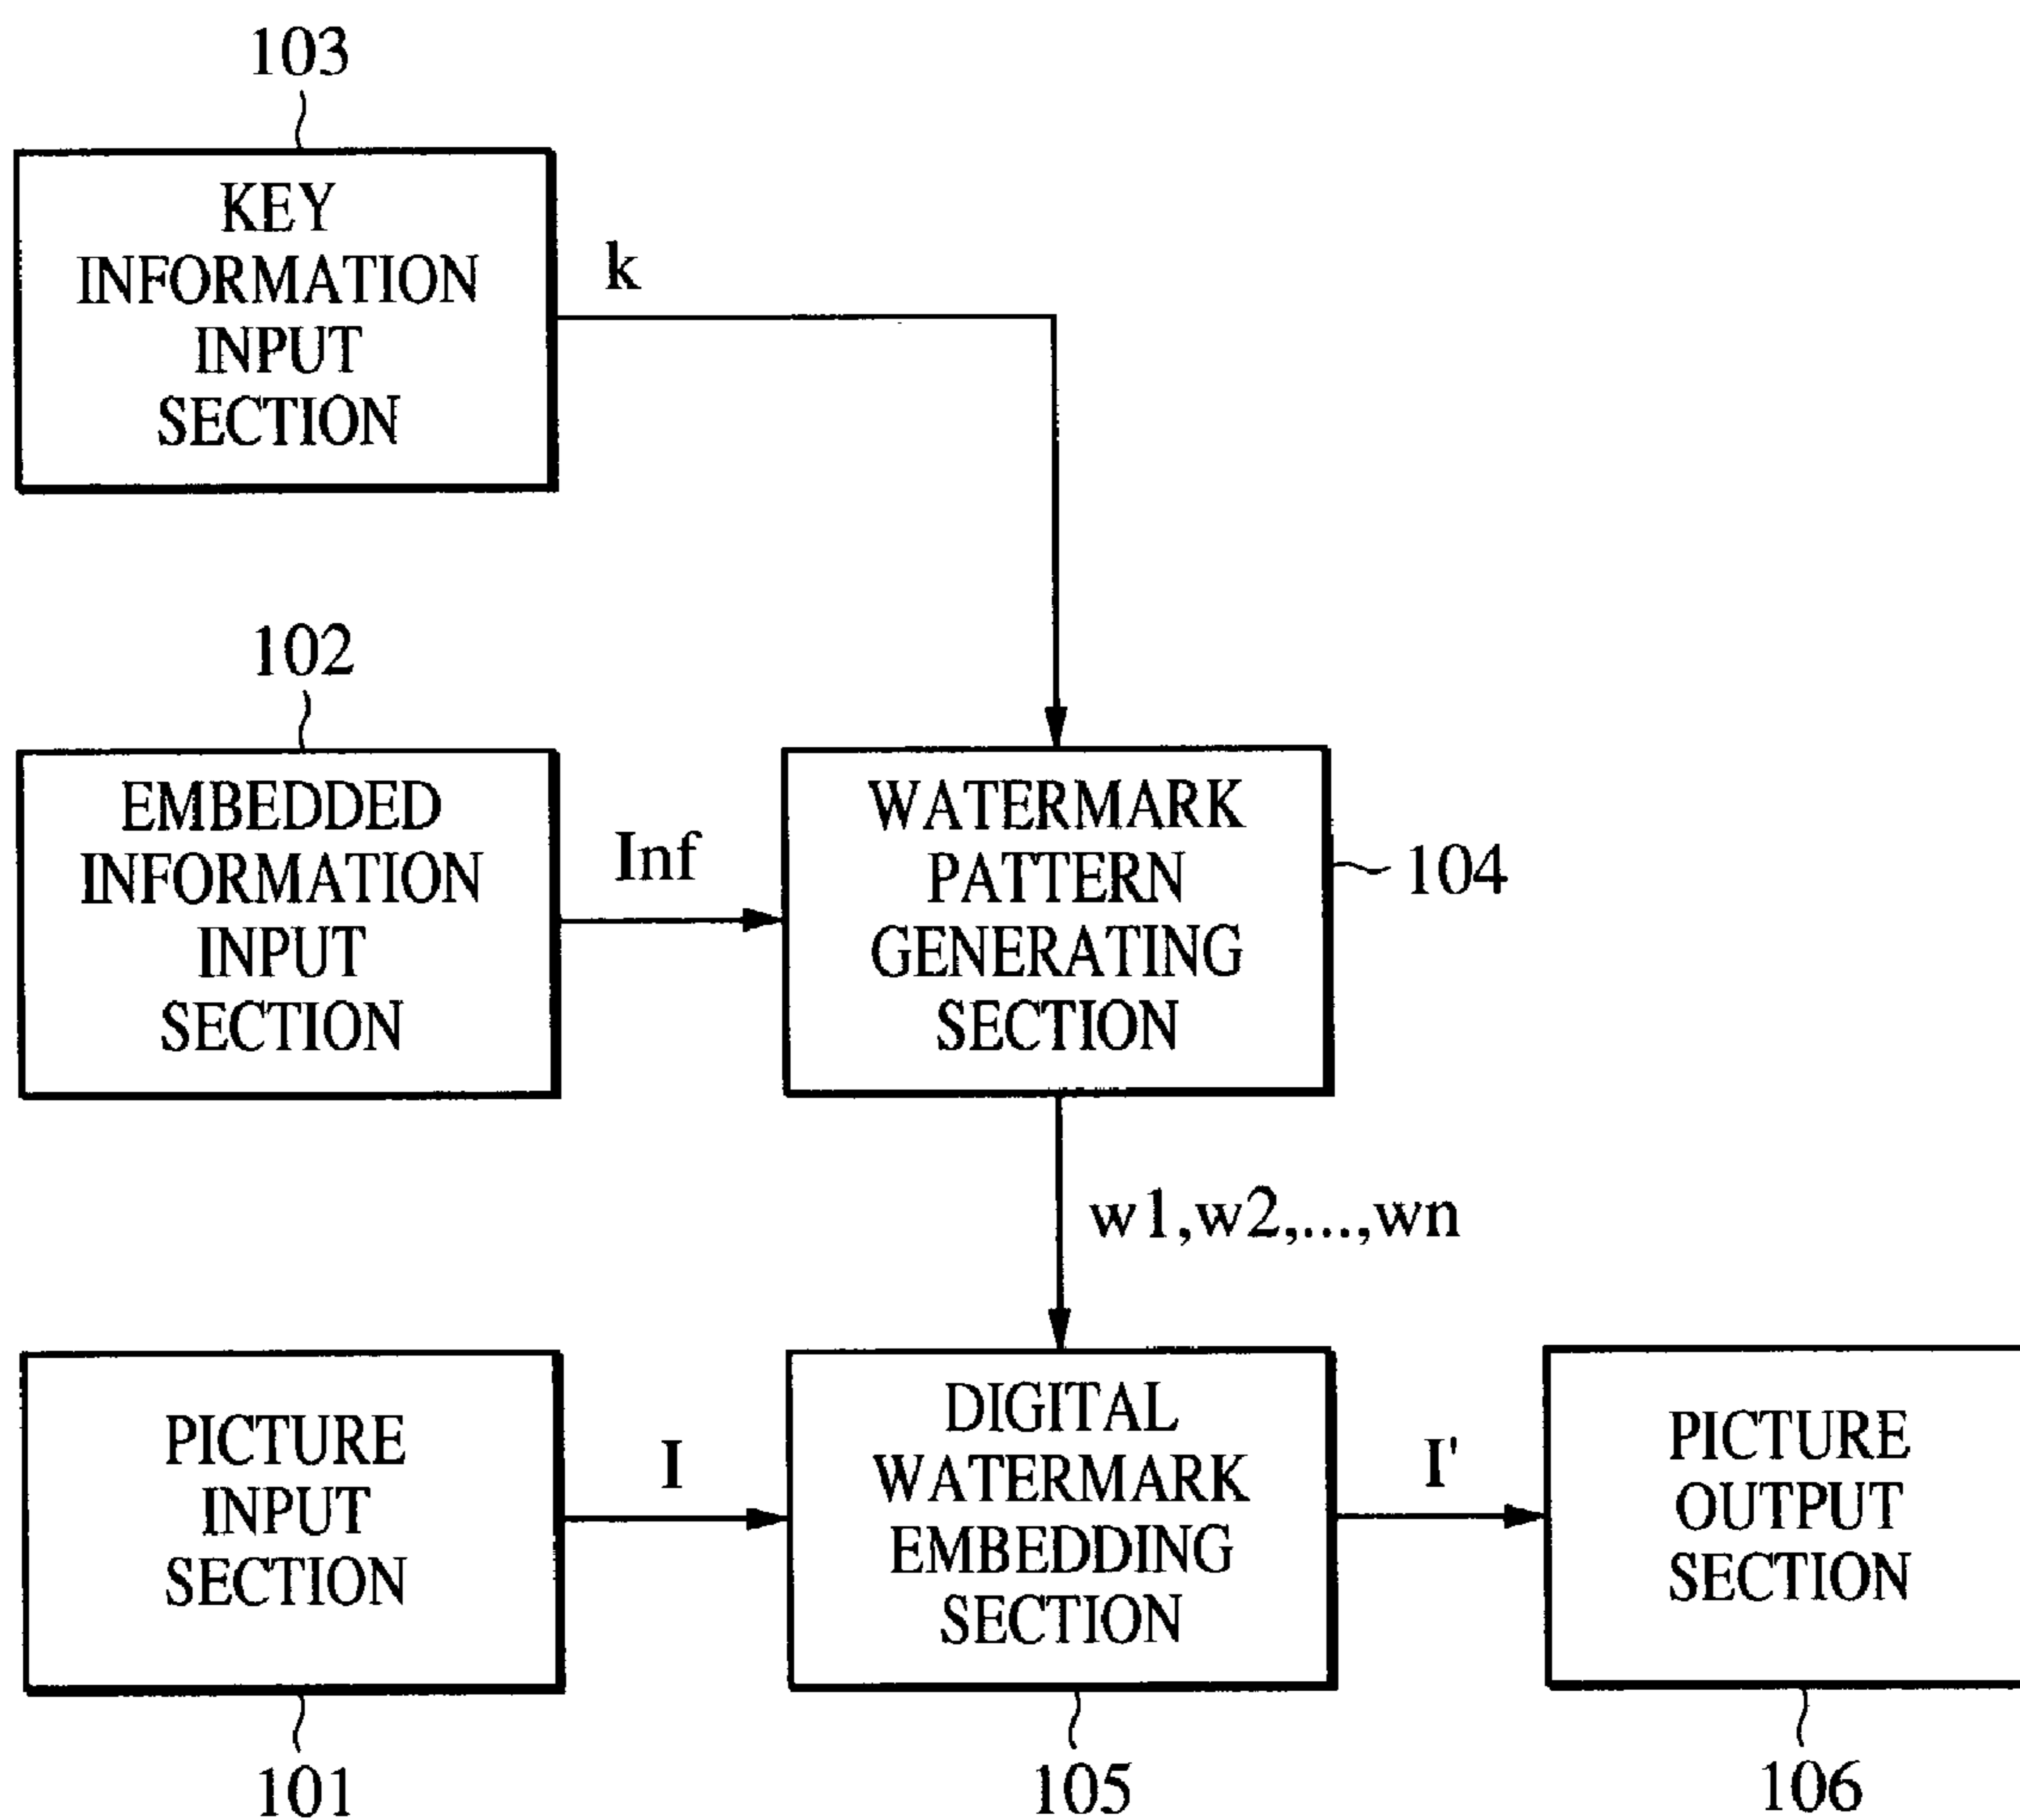 103
KEY
INFORMATION
INPUT
SECTION
k
102
EMBEDDED
INFORMATION
INPUT
SECTION
Inf
WATERMARK
PATTERN
GENERATING
SECTION
104
w1,w2,....,wn
PICTURE
INPUT
SECTION
I
DIGITAL
WATERMARK
EMBEDDING
SECTION
I'
PICTURE
OUTPUT
SECTION
101
105
106